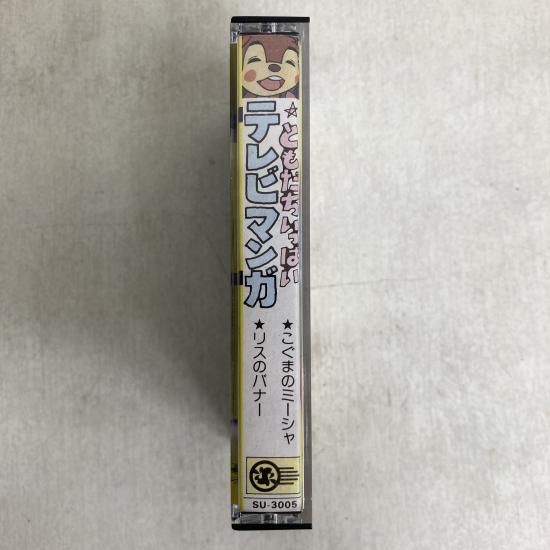 ★ともだちいっぱい
テレビマンガ
★こぐまのミーシャ
★リスのバナー
SU-3005